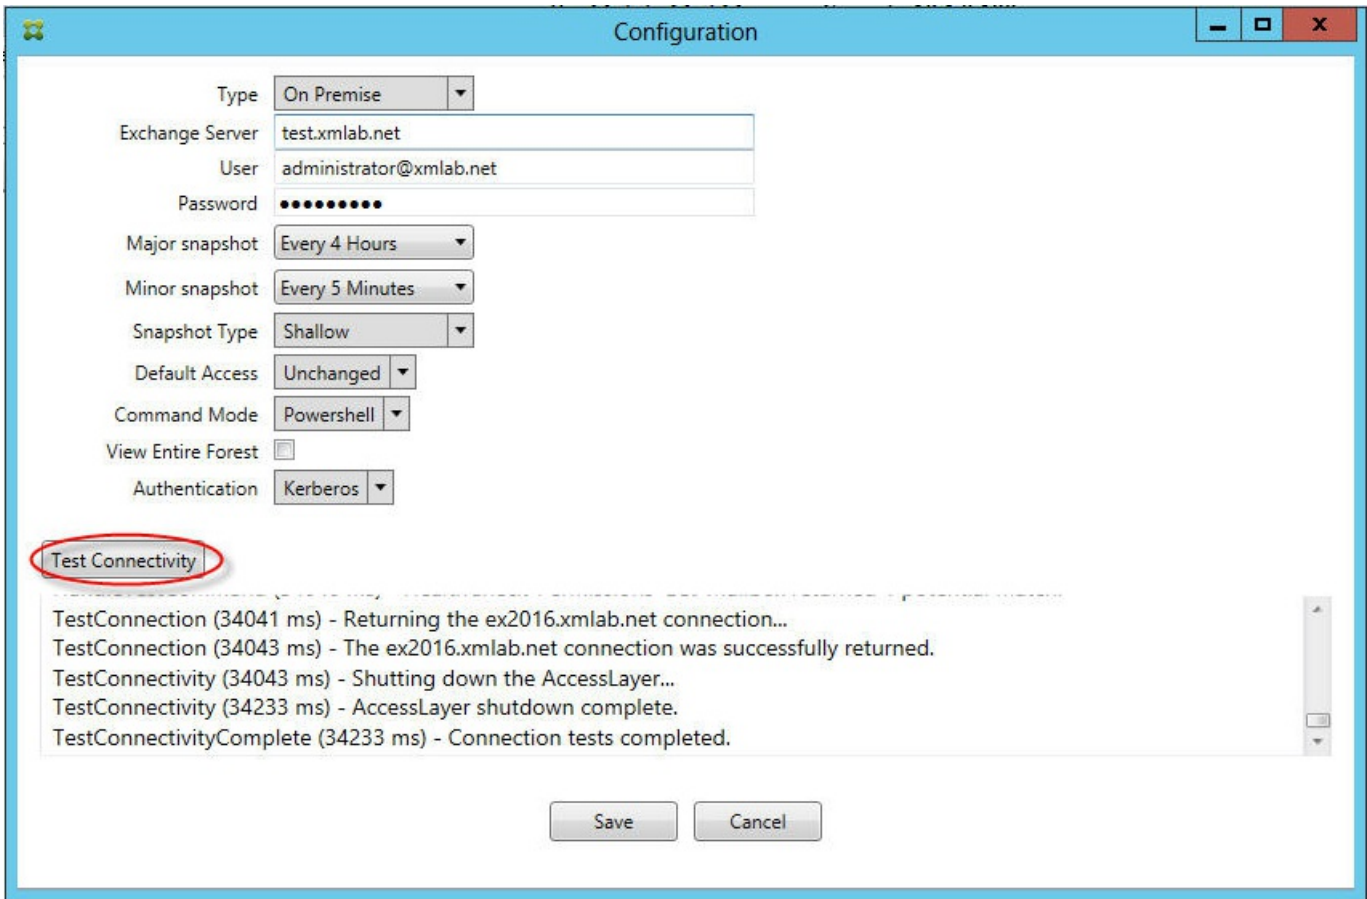 Configuration
Type On Premise
Exchange Server test.xmlab.net
User administrator@xmlab.net
Password •••••••••
Major snapshot Every 4 Hours
Minor snapshot Every 5 Minutes
Snapshot Type Shallow
Default Access Unchanged
Command Mode Powershell
View Entire Forest
Authentication Kerberos
Test Connectivity
TestConnection (34041 ms) - Returning the ex2016.xmlab.net connection...
TestConnection (34043 ms) - The ex2016.xmlab.net connection was successfully returned.
TestConnectivity (34043 ms) - Shutting down the AccessLayer...
TestConnectivity (34233 ms) - AccessLayer shutdown complete.
TestConnectivityComplete (34233 ms) - Connection tests completed.
Save Cancel